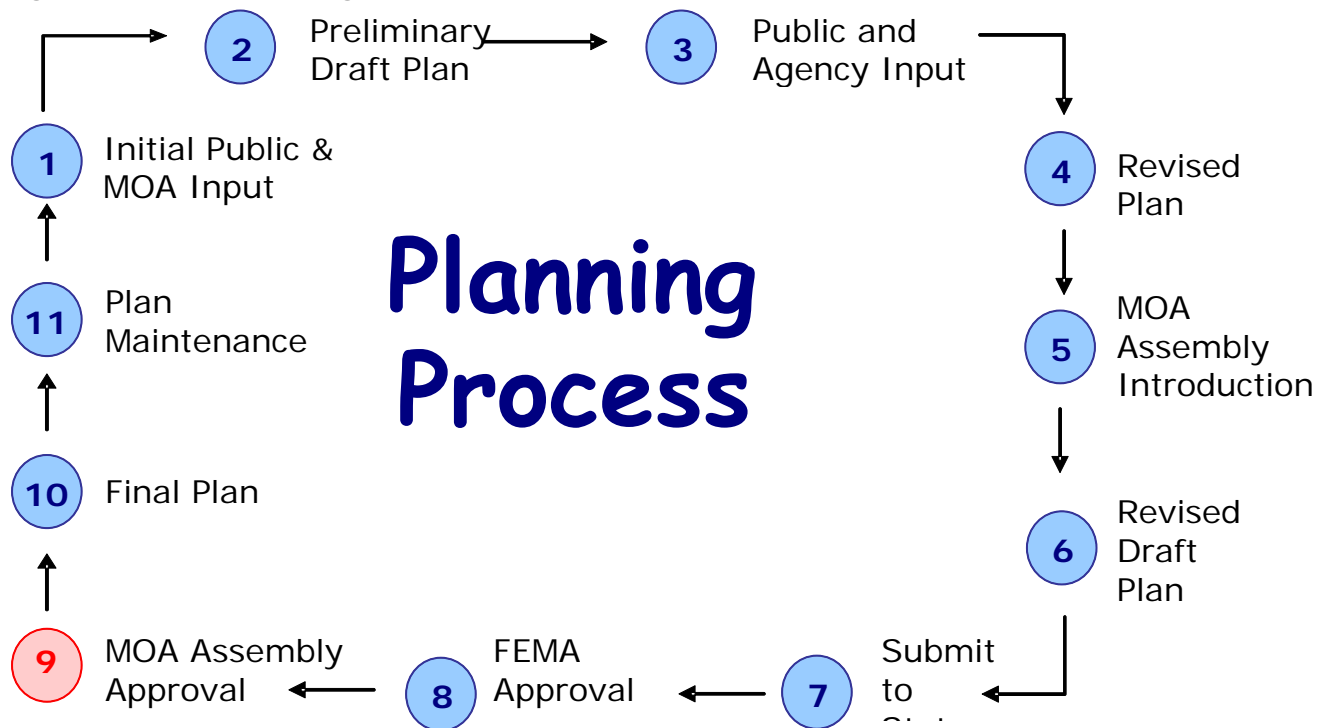 2 Preliminary
Draft Plan
3 Public and
Agency Input
1 Initial Public &
MOA Input
4 Revised
Plan
Planning
Process
11 Plan
Maintenance
5 MOA
Assembly
Introduction
10 Final Plan
6 Revised
Draft
Plan
9 MOA Assembly
Approval
8 FEMA
Approval
7 Submit
to